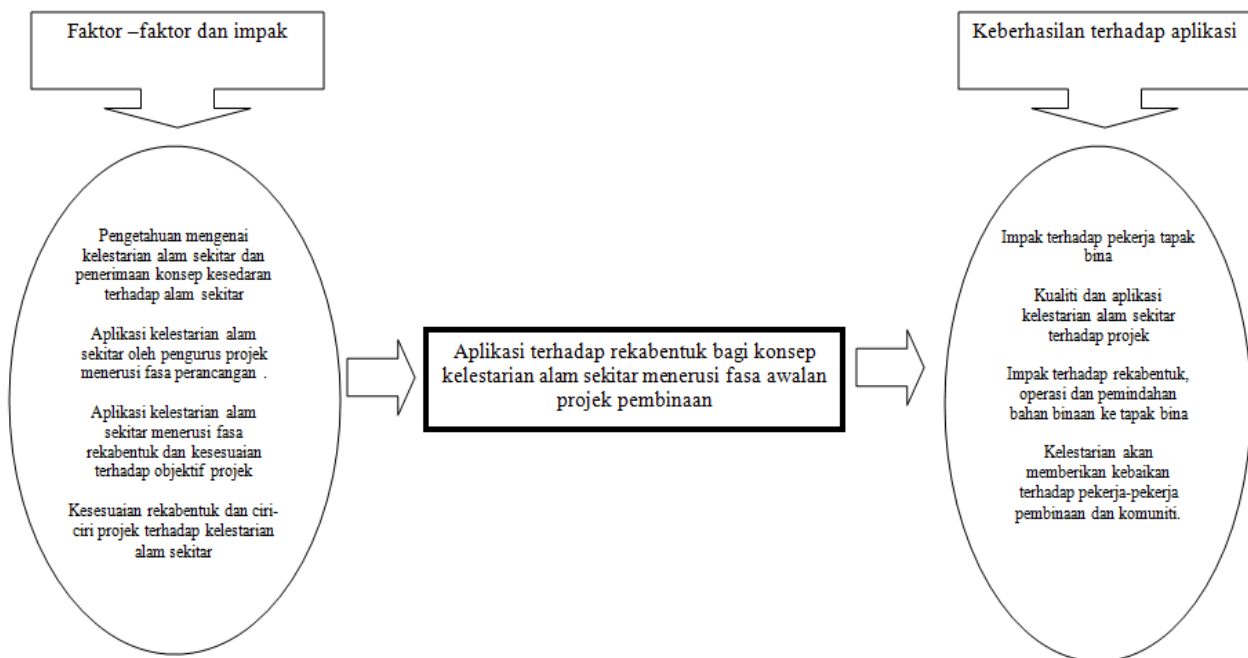 Faktor –faktor dan impak
Pengetahuan mengenai
kelestarian alam sekitar dan
penerimaan konsep kesedaran
terhadap alam sekitar
Aplikasi kelestarian alam
sekitar oleh pengurus projek
menerusi fasa perancangan .
Aplikasi kelestarian alam
sekitar menerusi fasa
rekabentuk dan kesesuaian
terhadap objektif projek
Kesesuaian rekabentuk dan ciri-
ciri projek terhadap kelestarian
alam sekitar
Aplikasi terhadap rekabentuk bagi konsep
kelestarian alam sekitar menerusi fasa awalan
projek pembinaan
Keberhasilan terhadap aplikasi
Impak terhadap pekerja tapak
bina
Kualiti dan aplikasi
kelestarian alam sekitar
terhadap projek
Impak terhadap rekabentuk,
operasi dan pemindahan
bahan binaan ke tapak bina
Kelestarian akan
memberikan kebaikan
terhadap pekerja-pekerja
pembinaan dan komuniti.